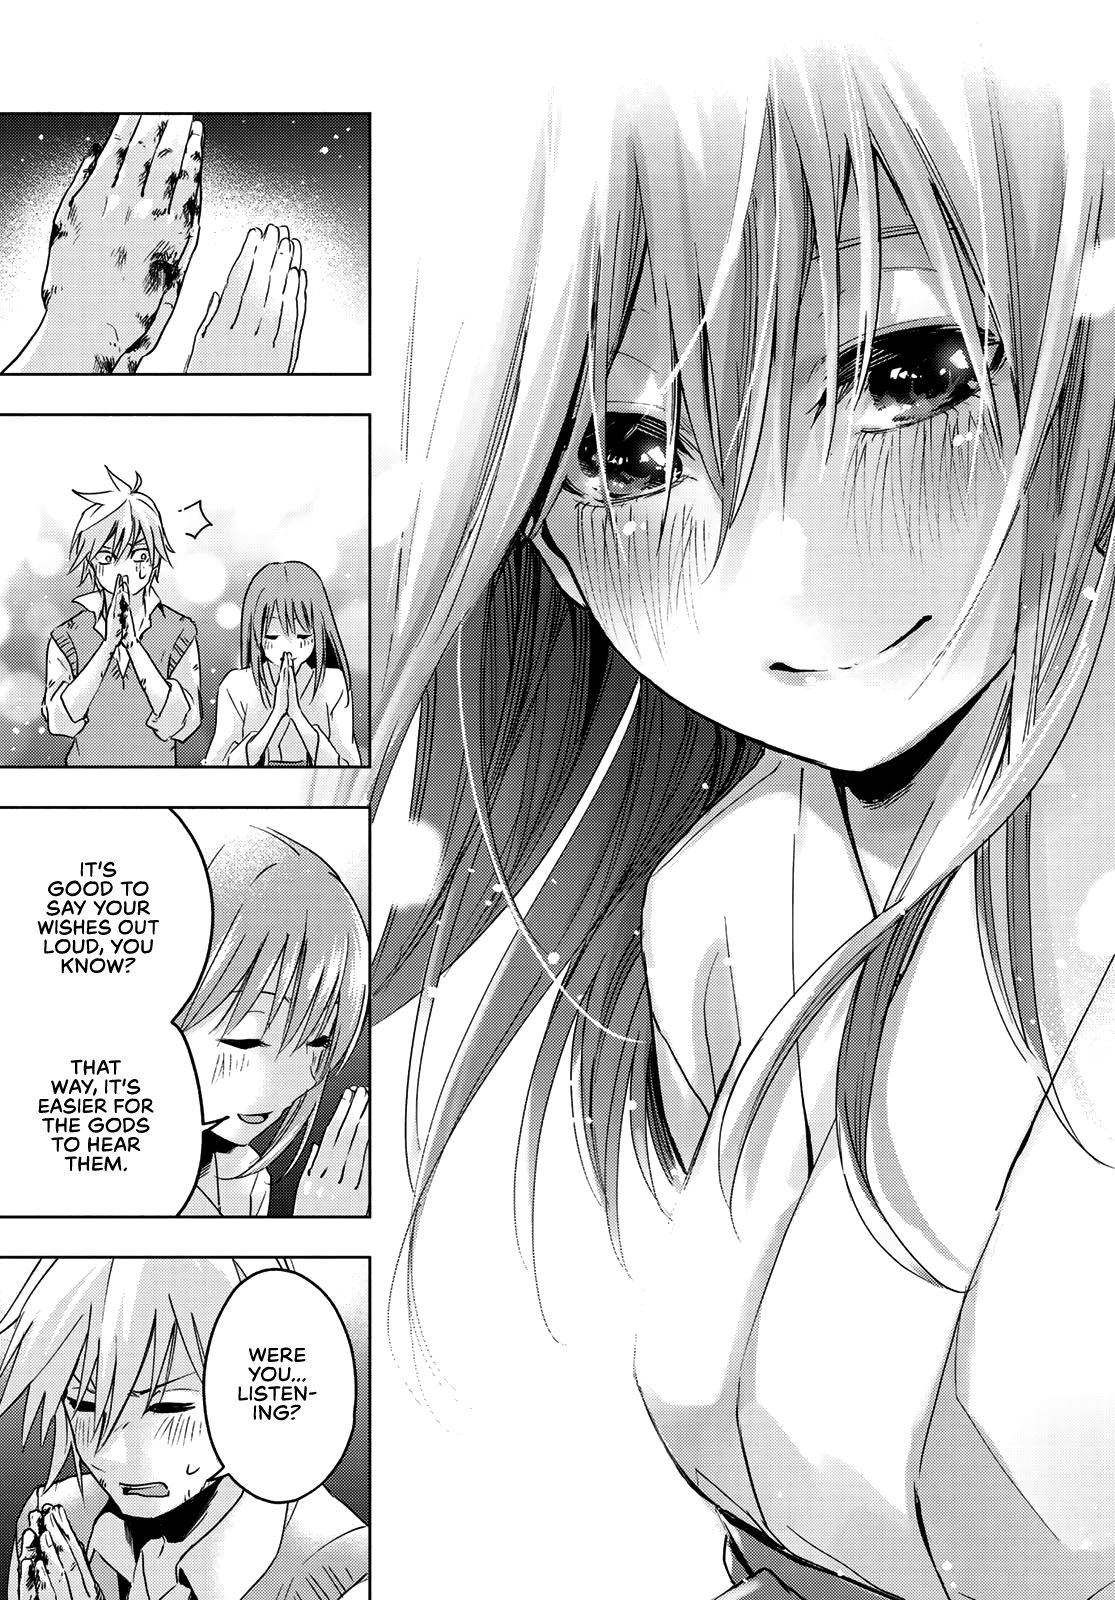 IT'S
GOOD TO
SAY YOUR
WISHES OUT
LOUD, YOU
KNOW?
THAT
WAY, IT'S
EASIER FOR
THE GODS
TO HEAR
THEM.
WERE
YOU...
LISTEN-
ING?